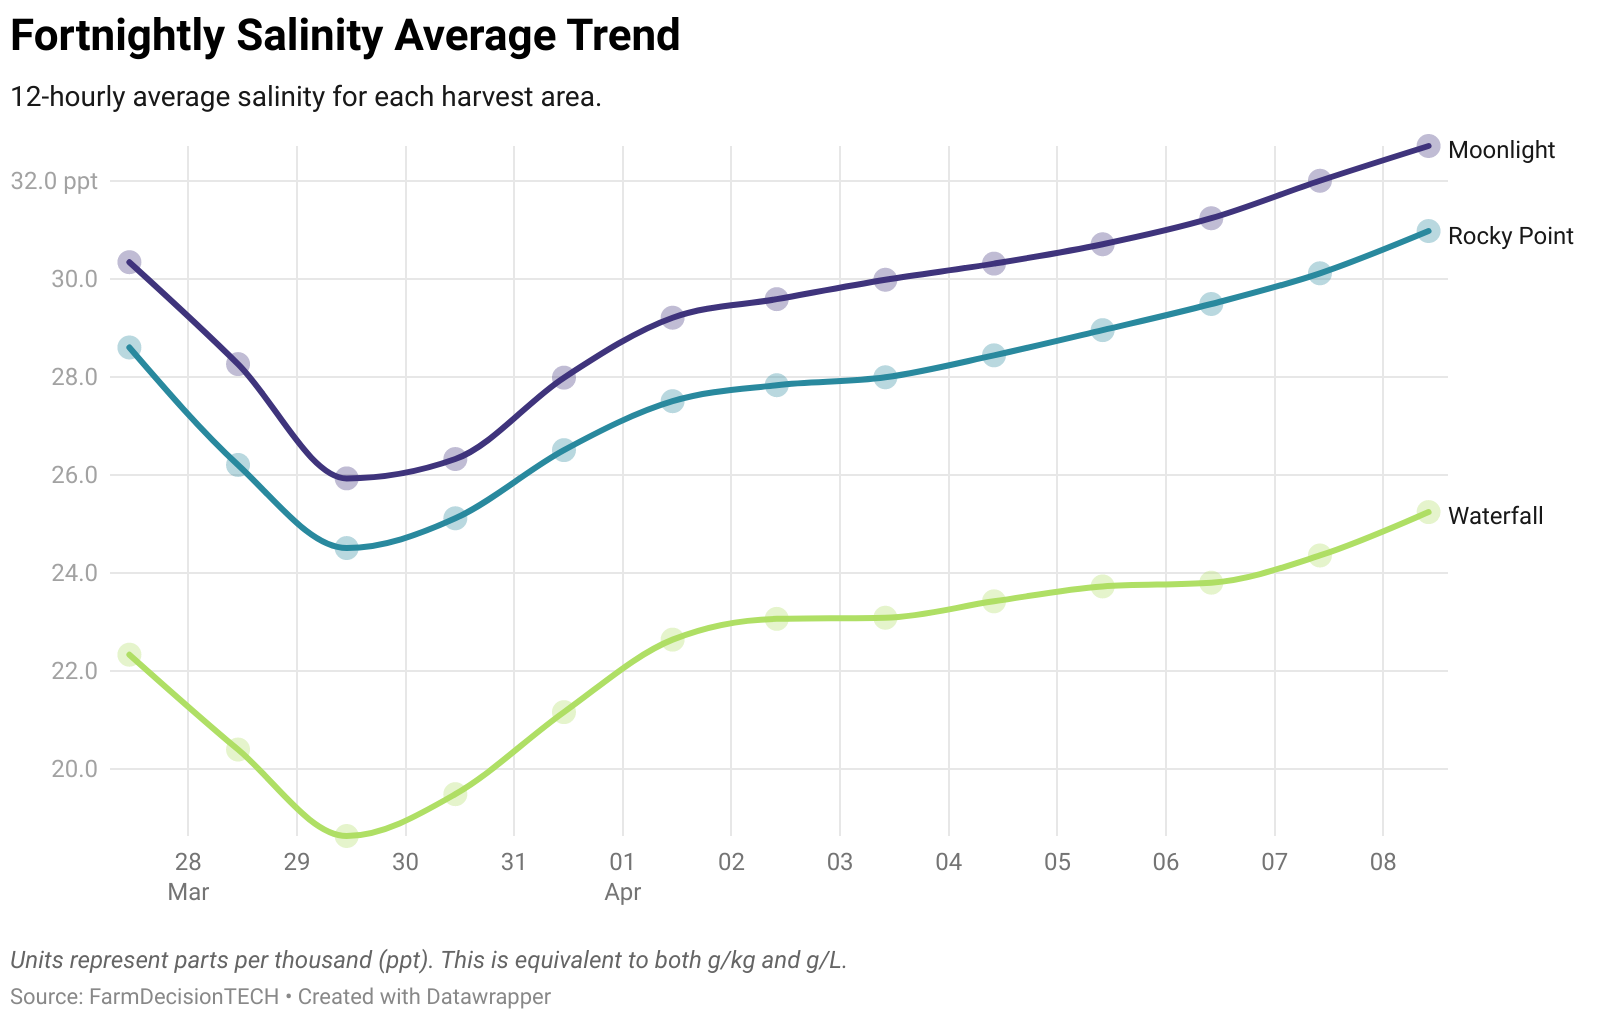 Fortnightly Salinity Average Trend
12-hourly average salinity for each harvest area.
Moonlight
32.0 ppt
Rocky Point
30.0
28.0
26.0
Waterfall
24.0
22.0
20.0
28 29 30 31 01 02 03 04 05 06 07 08
Mar Apr
Units represent parts per thousand (ppt). This is equivalent to both g/kg and g/L.
Source: FarmDecisionTECH • Created with Datawrapper